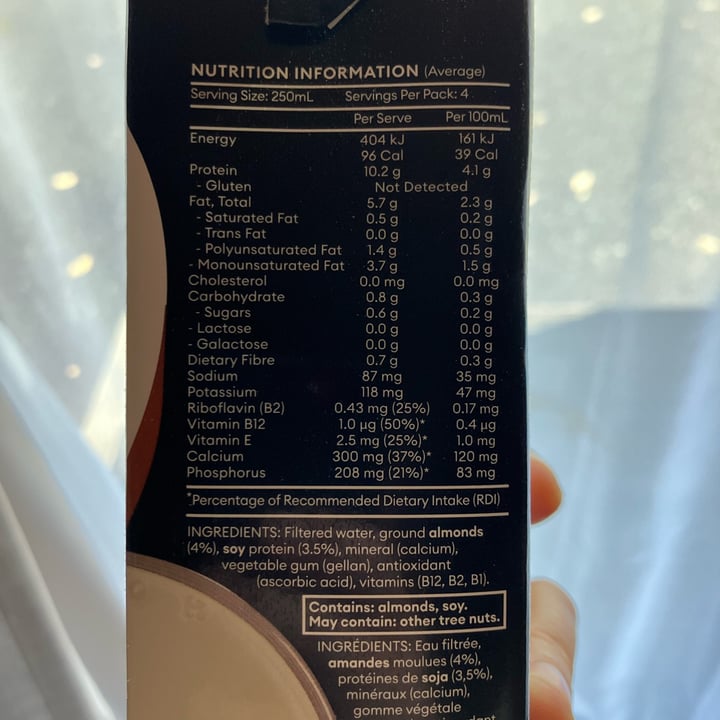 NUTRITION INFORMATION (Average)
Serving Size: 250mL Servings Per Pack: 4
Per Serve Per 100mL
Energy 404 kJ 161 kJ
96 Cal 39 Cal
Protein 10.2 g 4.1 g
- Gluten Not Detected
Fat, Total 5.7 g 2.3 g
- Saturated Fat 0.5 g 0.2 g
- Trans Fat 0.0 g 0.0 g
- Polyunsaturated Fat 1.4 g 0.5 g
- Monounsaturated Fat 3.7 g 1.5 g
Cholesterol 0.0 mg 0.0 mg
Carbohydrate 0.8 g 0.3 g
- Sugars 0.6 g 0.2 g
- Lactose 0.0 g 0.0 g
- Galactose 0.0 g 0.0 g
Dietary Fibre 0.7 g 0.3 g
Sodium 87 mg 35 mg
Potassium 118 mg 47 mg
Riboflavin (B2) 0.43 mg (25%) 0.17 mg
Vitamin B12 1.0 µg (50%)* 0.4 µg
Vitamin E 2.5 mg (25%)* 1.0 mg
Calcium 300 mg (37%)* 120 mg
Phosphorus 208 mg (21%)* 83 mg
*Percentage of Recommended Dietary Intake (RDI)
INGREDIENTS: Filtered water, ground almonds
(4%), soy protein (3.5%), mineral (calcium),
vegetable gum (gellan), antioxidant
(ascorbic acid), vitamins (B12, B2, B1).
Contains: almonds, soy.
May contain: other tree nuts.
INGRÉDIENTS: Eau filtrée,
amandes moulues (4%),
protéines de soja (3,5%),
minéraux (calcium),
gomme végétale